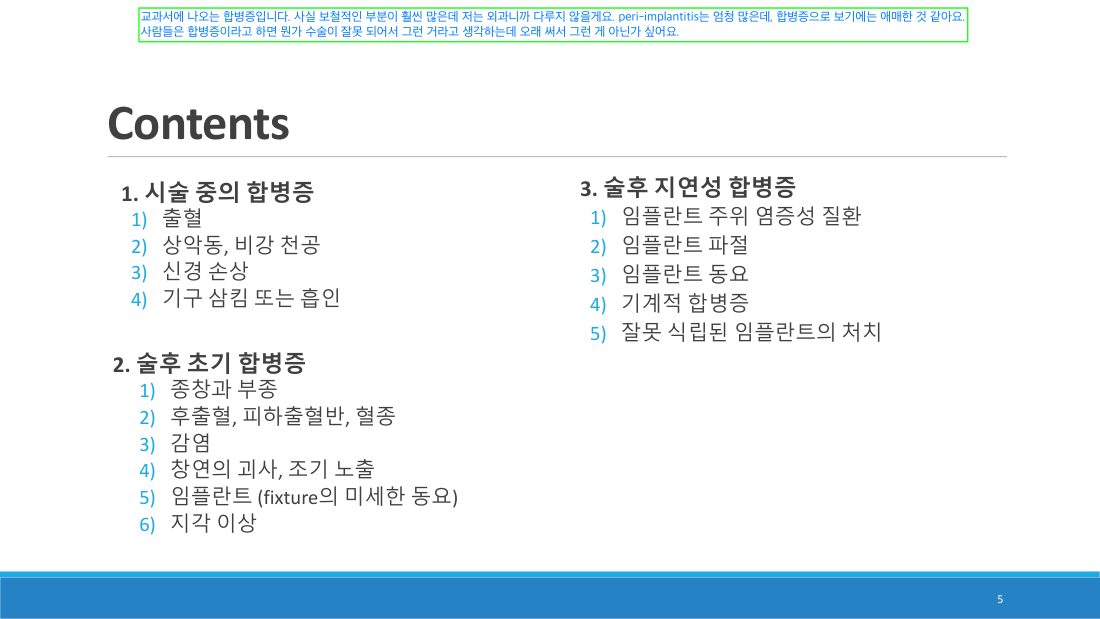 교과서에 나오는 합병증입니다. 사실 보철적인 부분이 훨씬 많은데 저는 외과니까 다루지 않을게요. peri-implantitis는 엄청 많은데, 합병증으로 보기에는 애매한 것 같아요.
사람들은 합병증이라고 하면 뭔가 수술이 잘못 되어서 그런 거라고 생각하는데 오래 써서 그런 게 아닌가 싶어요.
Contents
1. 시술 중의 합병증
1) 출혈
2) 상악동, 비강 천공
3) 신경 손상
4) 기구 삼킴 또는 흡인
2. 술후 초기 합병증
1) 종창과 부종
2) 후출혈, 피하출혈반, 혈종
3) 감염
4) 창연의 괴사, 조기 노출
5) 임플란트 (fixture의 미세한 동요)
6) 지각 이상
3. 술후 지연성 합병증
1) 임플란트 주위 염증성 질환
2) 임플란트 파절
3) 임플란트 동요
4) 기계적 합병증
5) 잘못 식립된 임플란트의 처치
5